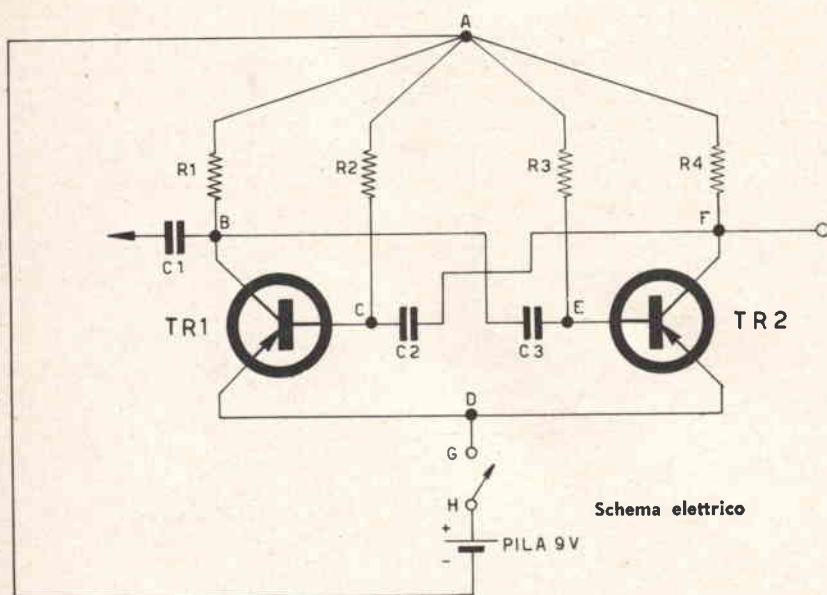 A
R1
R2
R3
R4
B
F
C1
C
C2
C3
E
TR1
TR2
D
G
H
Schema elettrico
+
PILA 9V
-